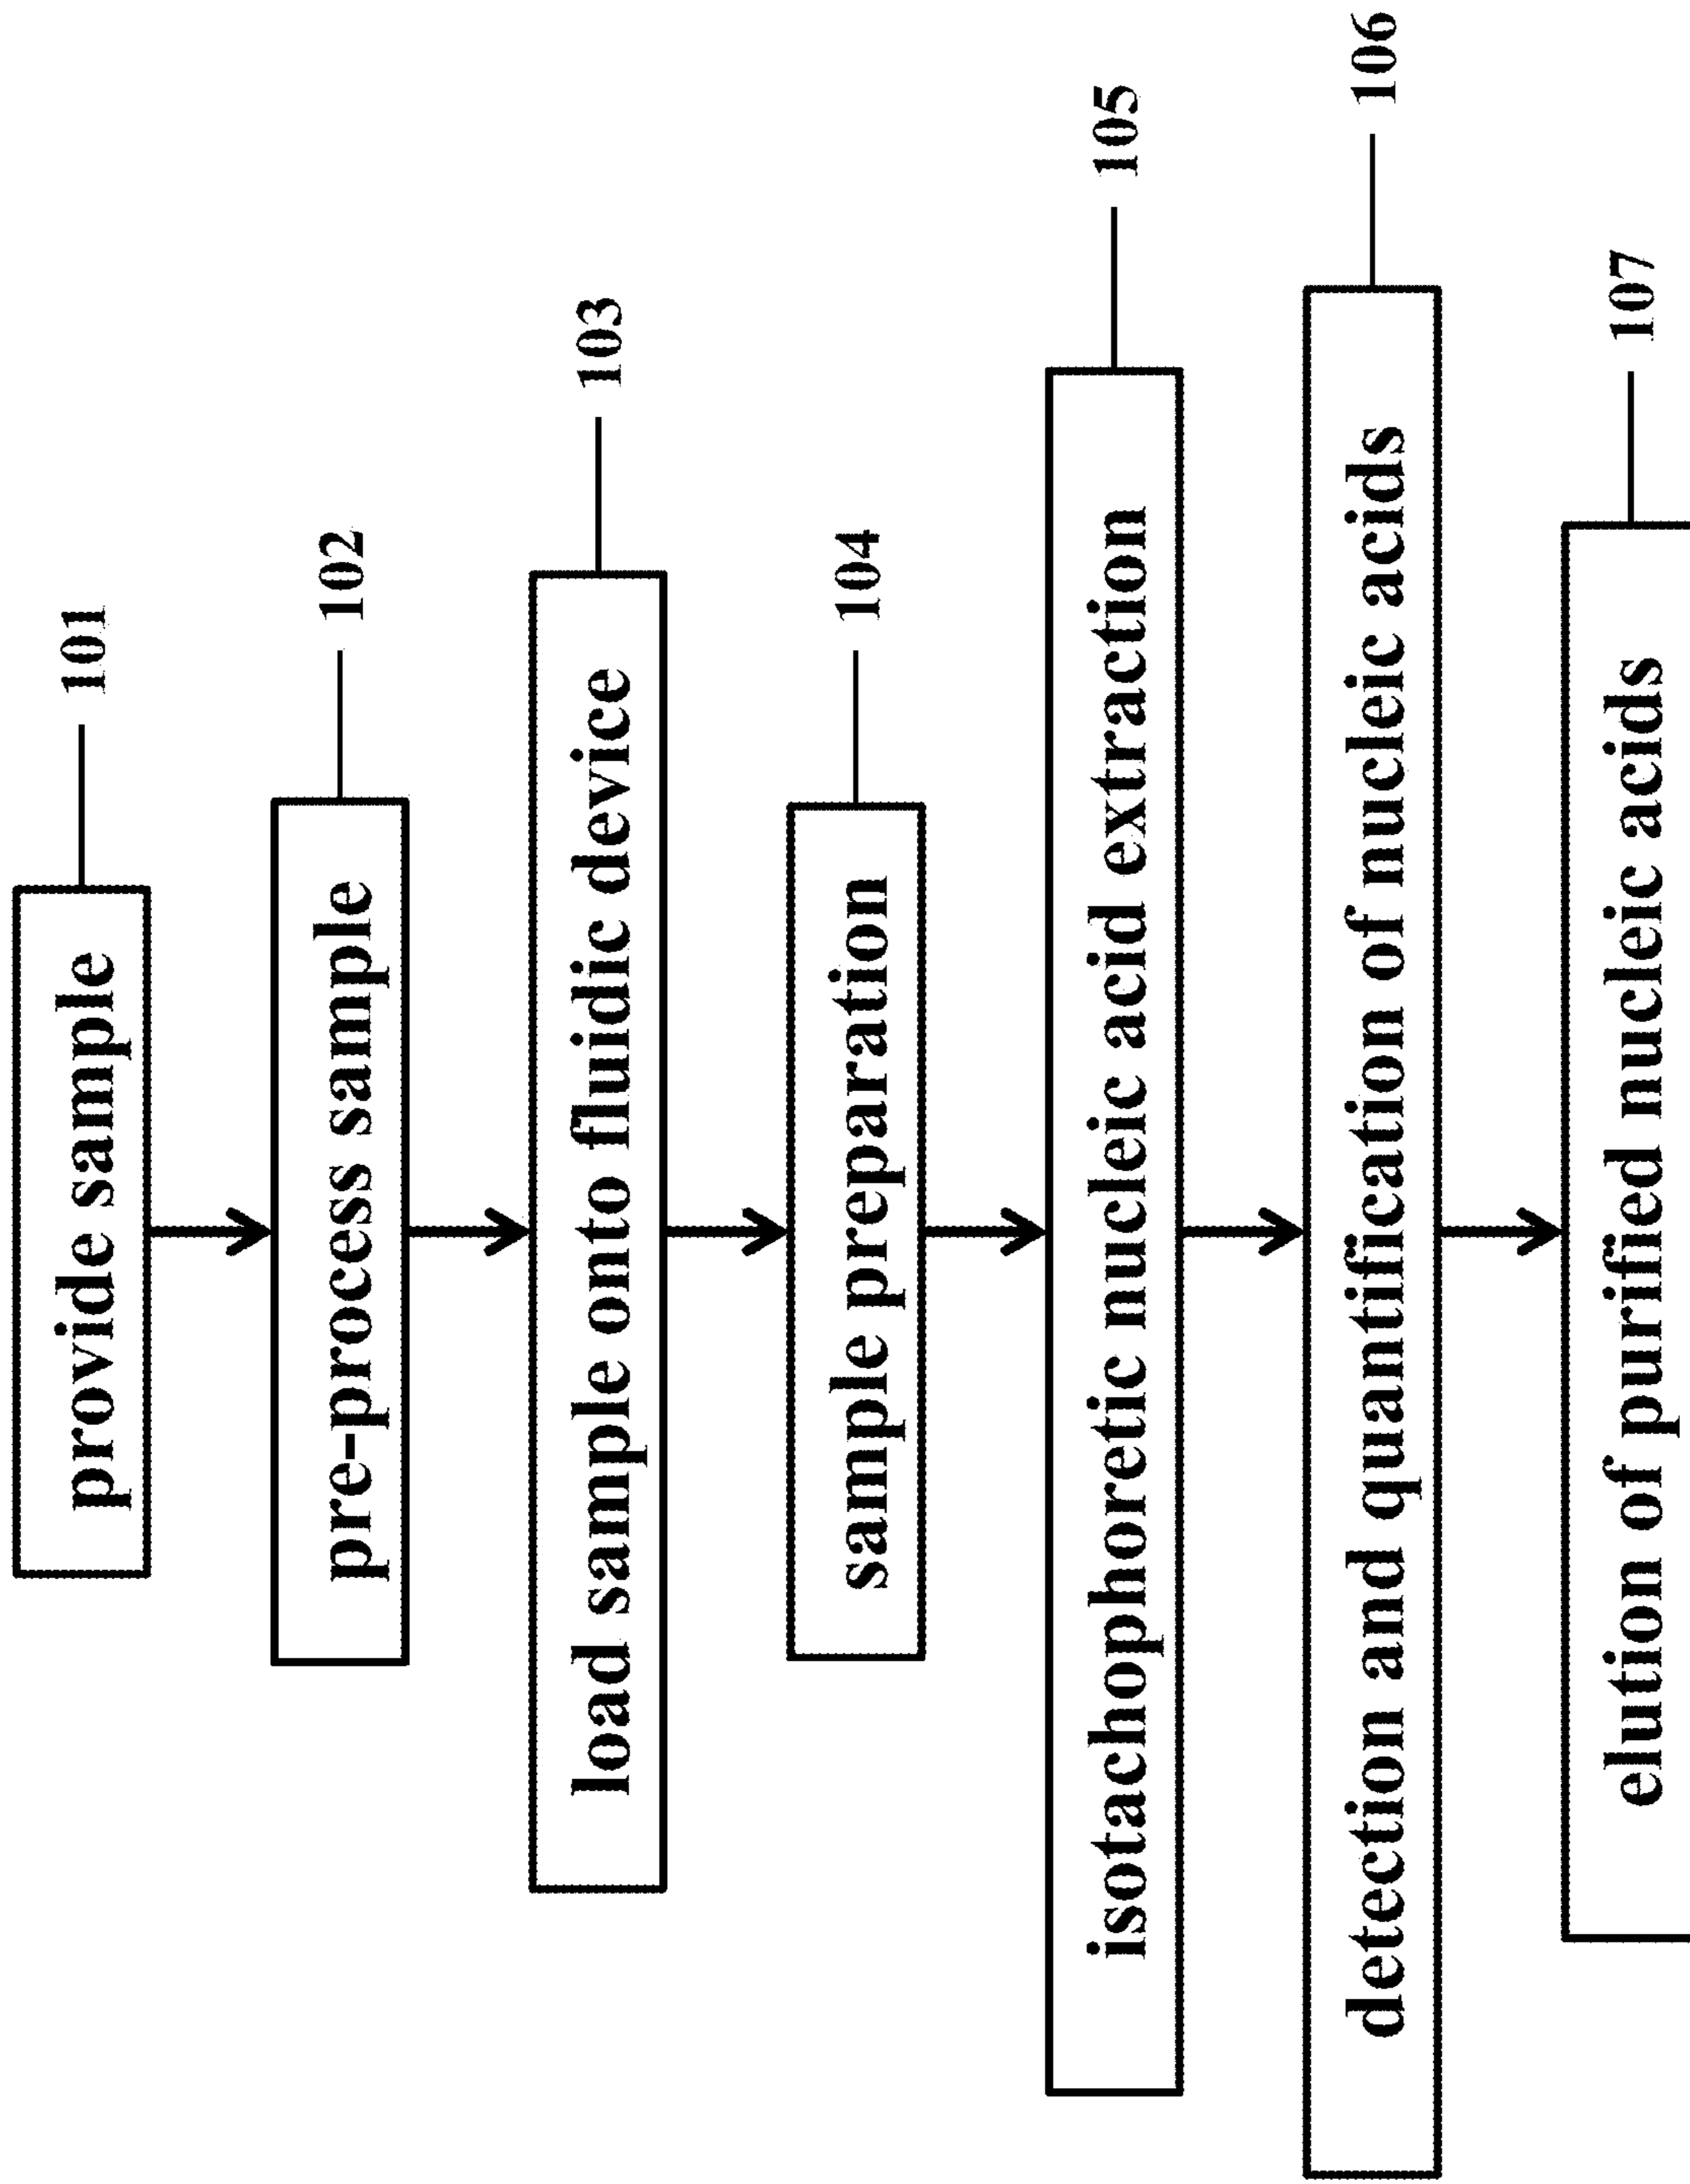 provide sample
101
pre-process sample
102
load sample onto fluidic device
103
sample preparation
104
isotachophoretic nucleic acid extraction
105
detection and quantification of nucleic acids
106
elution of purified nucleic acids
107